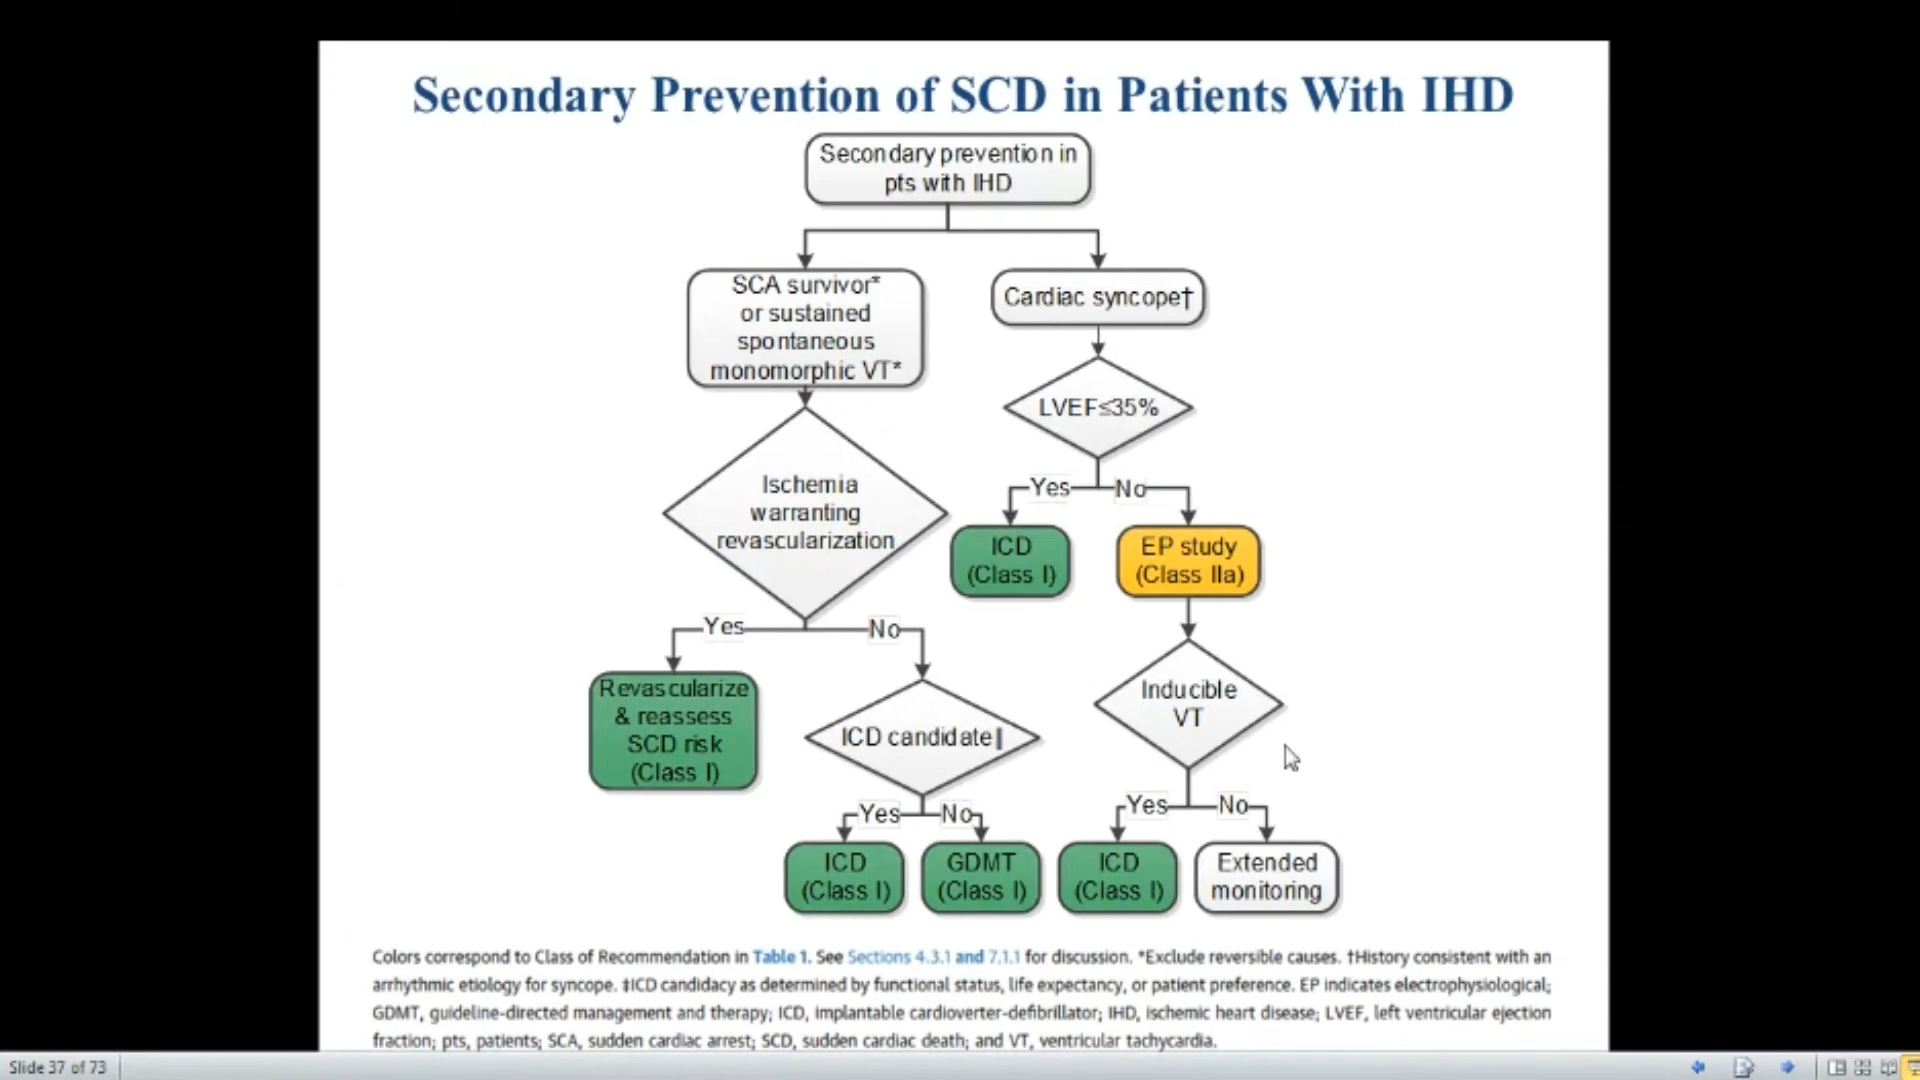 Secondary Prevention of SCD in Patients With IHD
Secondary prevention in
pts with IHD
SCA survivor*
or sustained
spontaneous
monomorphic VT*
Cardiac syncope†
LVEF≤35%
Ischemia
warranting
revascularization
Yes
No
ICD
(Class I)
EP study
(Class IIa)
Yes
No
Revascularize
& reassess
SCD risk
(Class I)
ICD candidate‖
Inducible
VT
Yes
No
Yes
No
ICD
(Class I)
GDMT
(Class I)
ICD
(Class I)
Extended
monitoring
Colors correspond to Class of Recommendation in Table 1. See Sections 4.3.1 and 7.1.1 for discussion. *Exclude reversible causes. †History consistent with an
arrhythmic etiology for syncope. ‡ICD candidacy as determined by functional status, life expectancy, or patient preference. EP indicates electrophysiological;
GDMT, guideline-directed management and therapy; ICD, implantable cardioverter-defibrillator; IHD, ischemic heart disease; LVEF, left ventricular ejection
fraction; pts, patients; SCA, sudden cardiac arrest; SCD, sudden cardiac death; and VT, ventricular tachycardia.
Slide 37 of 73